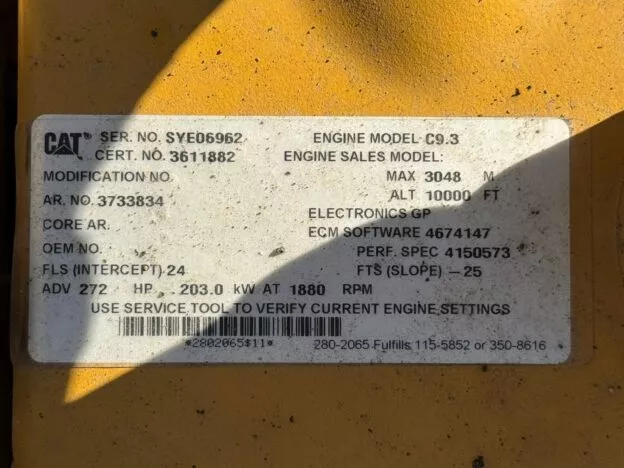 CAT SER. NO. SYE06962 ENGINE MODEL C9.3
CERT. NO. 3611882 ENGINE SALES MODEL:
MODIFICATION NO. MAX 3048 M
AR. NO. 3733834 ALT 10000 FT
CORE AR. ELECTRONICS GP
ECM SOFTWARE 4674147
OEM NO. PERF. SPEC 4150573
FLS (INTERCEPT) 24 FTS (SLOPE) -25
ADV 272 HP 203.0 kW AT 1880 RPM
USE SERVICE TOOL TO VERIFY CURRENT ENGINE SETTINGS
*2802065$11* 280-2065 Fulfills 115-5852 or 350-8616